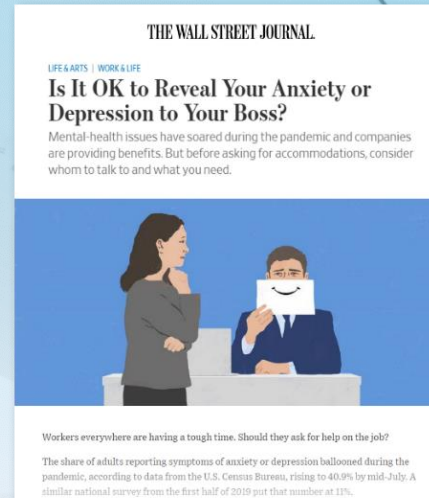 THE WALL STREET JOURNAL.
LIFE & ARTS | WORK & LIFE
Is It OK to Reveal Your Anxiety or
Depression to Your Boss?
Mental-health issues have soared during the pandemic and companies
are providing benefits. But before asking for accommodations, consider
whom to talk to and what you need.
Workers everywhere are having a tough time. Should they ask for help on the job?
The share of adults reporting symptoms of anxiety or depression ballooned during the
pandemic, according to data from the U.S. Census Bureau, rising to 40.9% by mid-July. A
similar national survey from the first half of 2019 put that number at 11%.